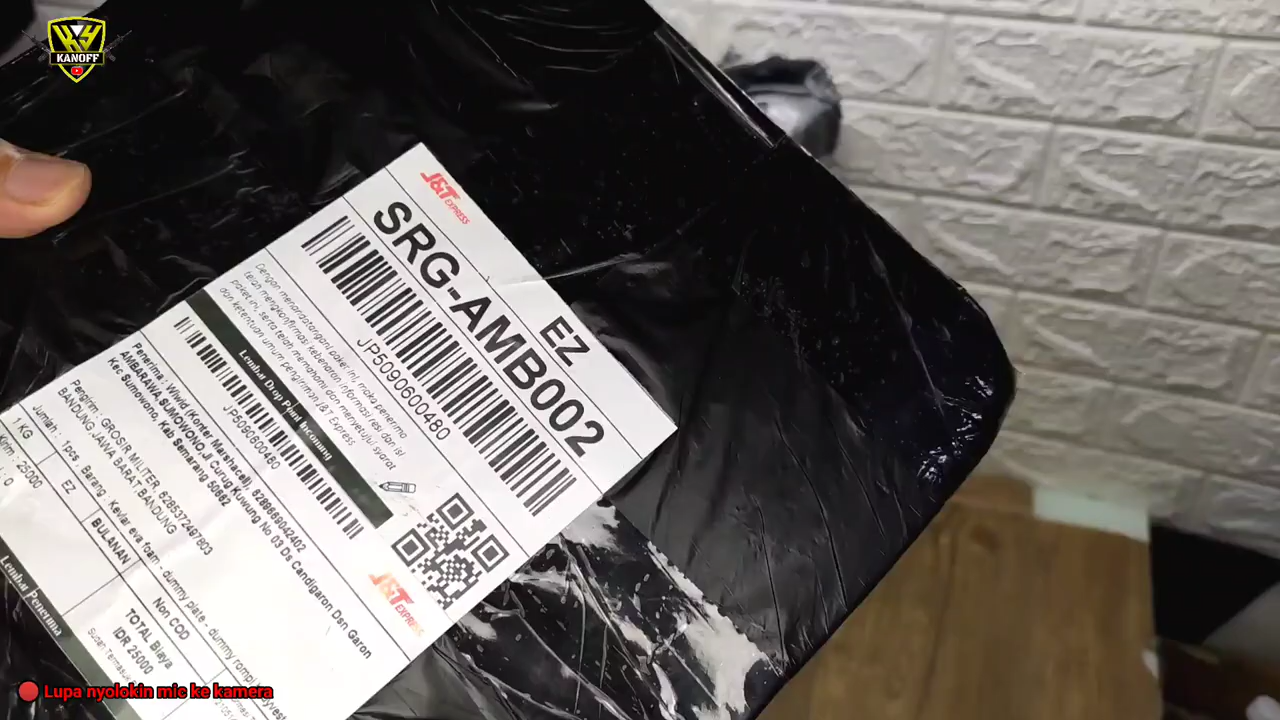 KANOFF
J&T EXPRESS
EZ
SRG-AMB002
JP5090600480
Dengan menandatangani paket ini, maka penerima
telah mengkonfirmasi kebenaran informasi resi dan isi
paket ini, serta telah memahami dan menyetujui syarat
dan ketentuan umum pengiriman J&T Express
Lembar Drop Point Incoming
JP5090600480
J&T EXPRESS
Penerima : Wiwid (Konter
AMBARAWA SUMOWONO,Jl Curug Kuwung No 03 Ds Candigaron Dsn Garon
Kec Sumowono, Kab Semarang 50662
Pengirim : GROSIR MILITER
BANDUNG JAWA BARAT,BANDUNG
Jumlah : 1pcs
Barang : Kevlar eva foam - dummy plate - dummy rompi
1 KG
EZ
BULANAN
Non COD
25000
TOTAL Biaya
IDR 25000
Lembar Penerima
Lupa nyolokin mic ke kamera